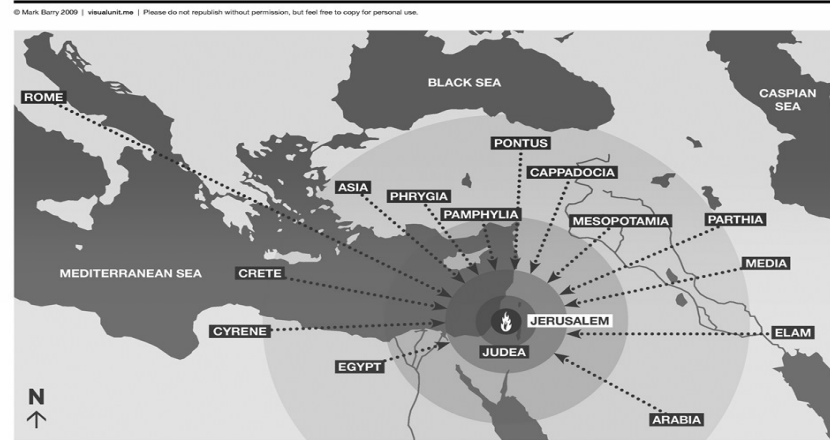 © Mark Barry 2009 | visualunit.me | Please do not republish without permission, but feel free to copy for personal use.
BLACK SEA
CASPIAN
SEA
ROME
PONTUS
CAPPADOCIA
ASIA
PHRYGIA
PAMPHYLIA
MESOPOTAMIA
PARTHIA
MEDITERRANEAN SEA
CRETE
MEDIA
CYRENE
JERUSALEM
ELAM
JUDEA
EGYPT
N
ARABIA